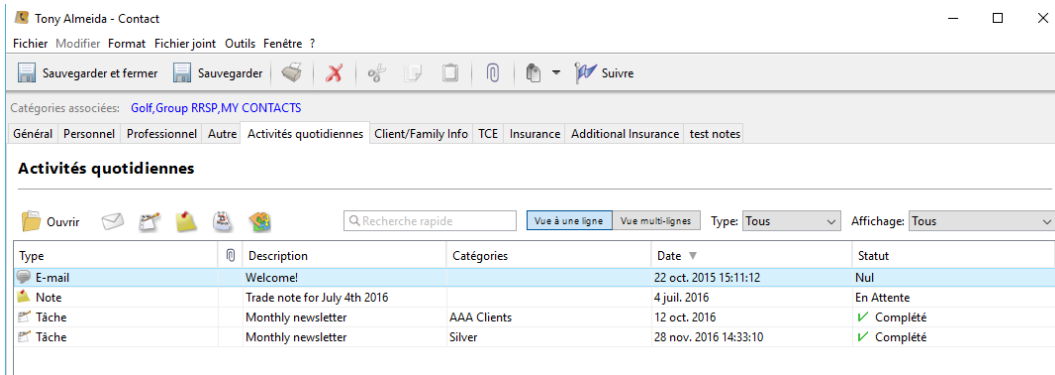 Tony Almeida - Contact
Fichier Modifier Format Fichier joint Outils Fenêtre ?
Sauvegarder et fermer Sauvegarder Suivre
Catégories associées: Golf,Group RRSP,MY CONTACTS
Général Personnel Professionnel Autre Activités quotidiennes Client/Family Info TCE Insurance Additional Insurance test notes
Activités quotidiennes
Ouvrir Recherche rapide Vue à une ligne Vue multi-lignes Type: Tous Affichage: Tous
Type Description Catégories Date Statut
E-mail Welcome! 22 oct. 2015 15:11:12 Nul
Note Trade note for July 4th 2016 4 juil. 2016 En Attente
Tâche Monthly newsletter AAA Clients 12 oct. 2016 Complété
Tâche Monthly newsletter Silver 28 nov. 2016 14:33:10 Complété